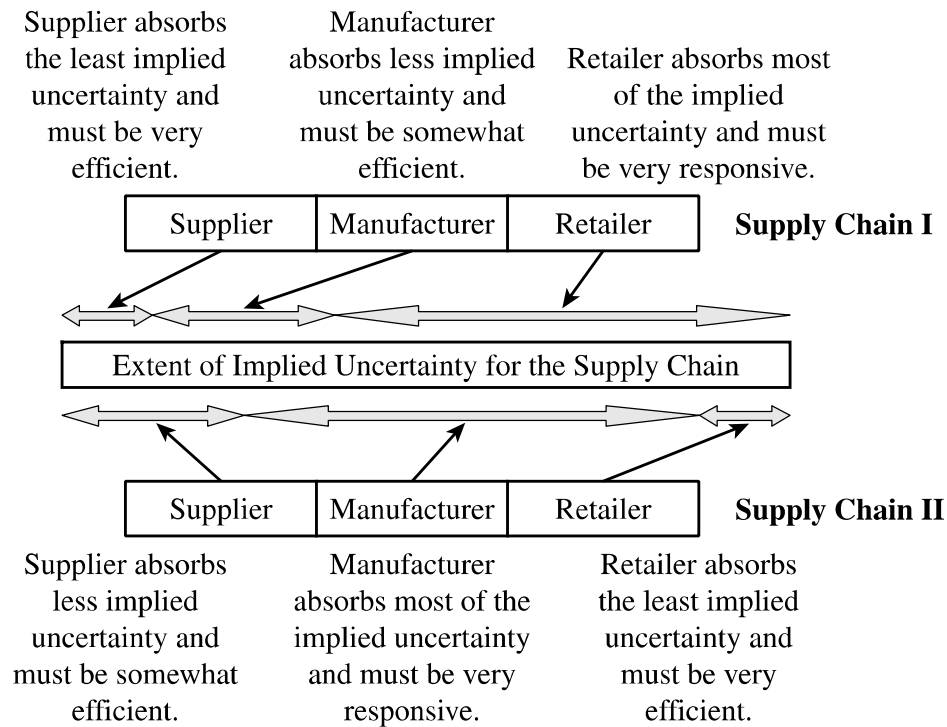 Supplier absorbs
the least implied
uncertainty and
must be very
efficient.
Manufacturer
absorbs less implied
uncertainty and
must be somewhat
efficient.
Retailer absorbs most
of the implied
uncertainty and must
be very responsive.
Supplier
Manufacturer
Retailer
Supply Chain I
Extent of Implied Uncertainty for the Supply Chain
Supplier
Manufacturer
Retailer
Supply Chain II
Supplier absorbs
less implied
uncertainty and
must be somewhat
efficient.
Manufacturer
absorbs most of the
implied uncertainty
and must be very
responsive.
Retailer absorbs
the least implied
uncertainty and
must be very
efficient.